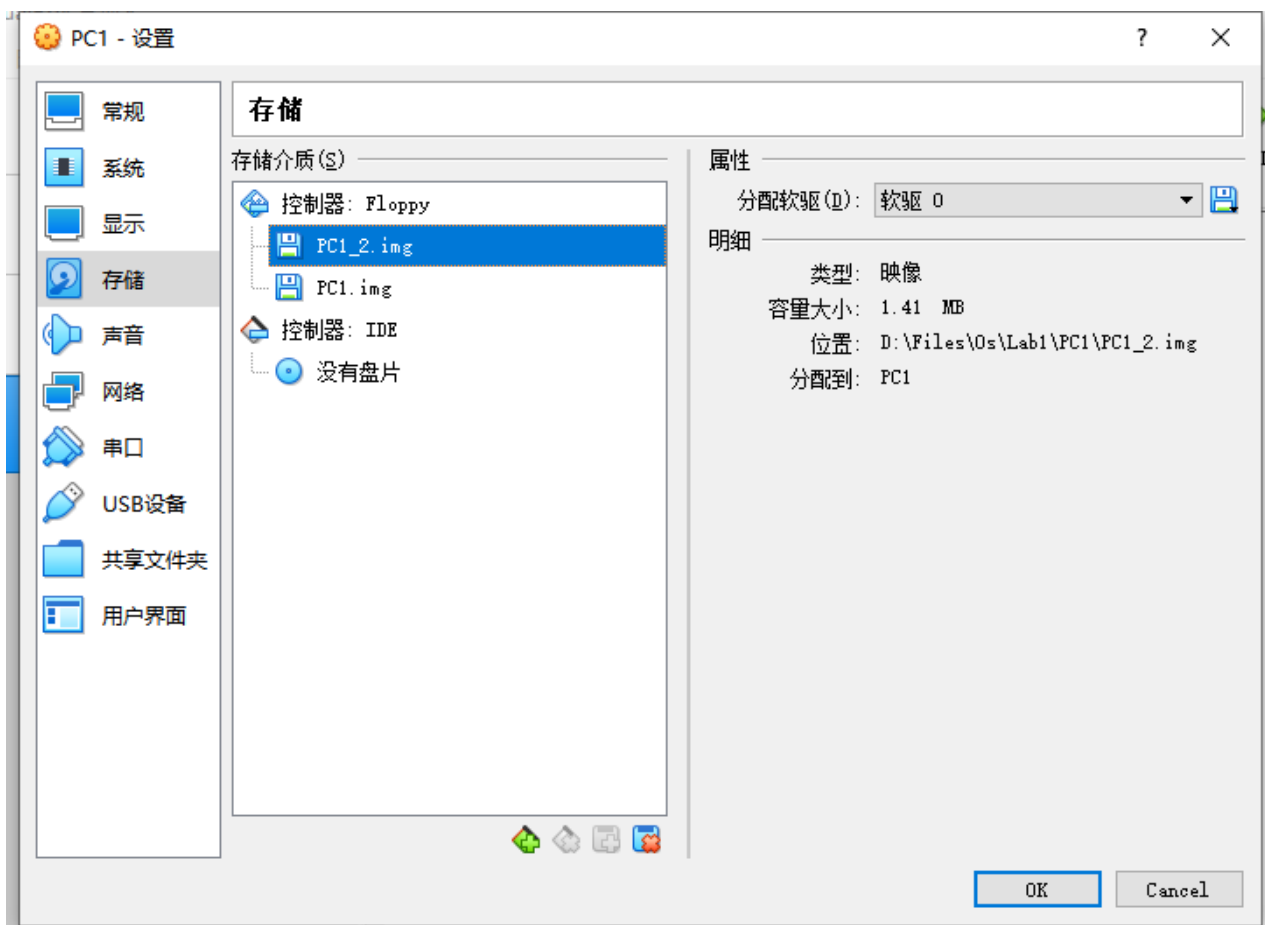 PC1 - 设置
?
常规
系统
显示
存储
声音
网络
串口
USB设备
共享文件夹
用户界面
存储
存储介质(S)
控制器: Floppy
PC1_2.img
PC1.img
控制器: IDE
没有盘片
属性
分配软驱(D): 软驱 0
明细
类型: 映像
容量大小: 1.41 MB
位置: D:\Files\Os\Lab1\PC1\PC1_2.img
分配到: PC1
OK
Cancel